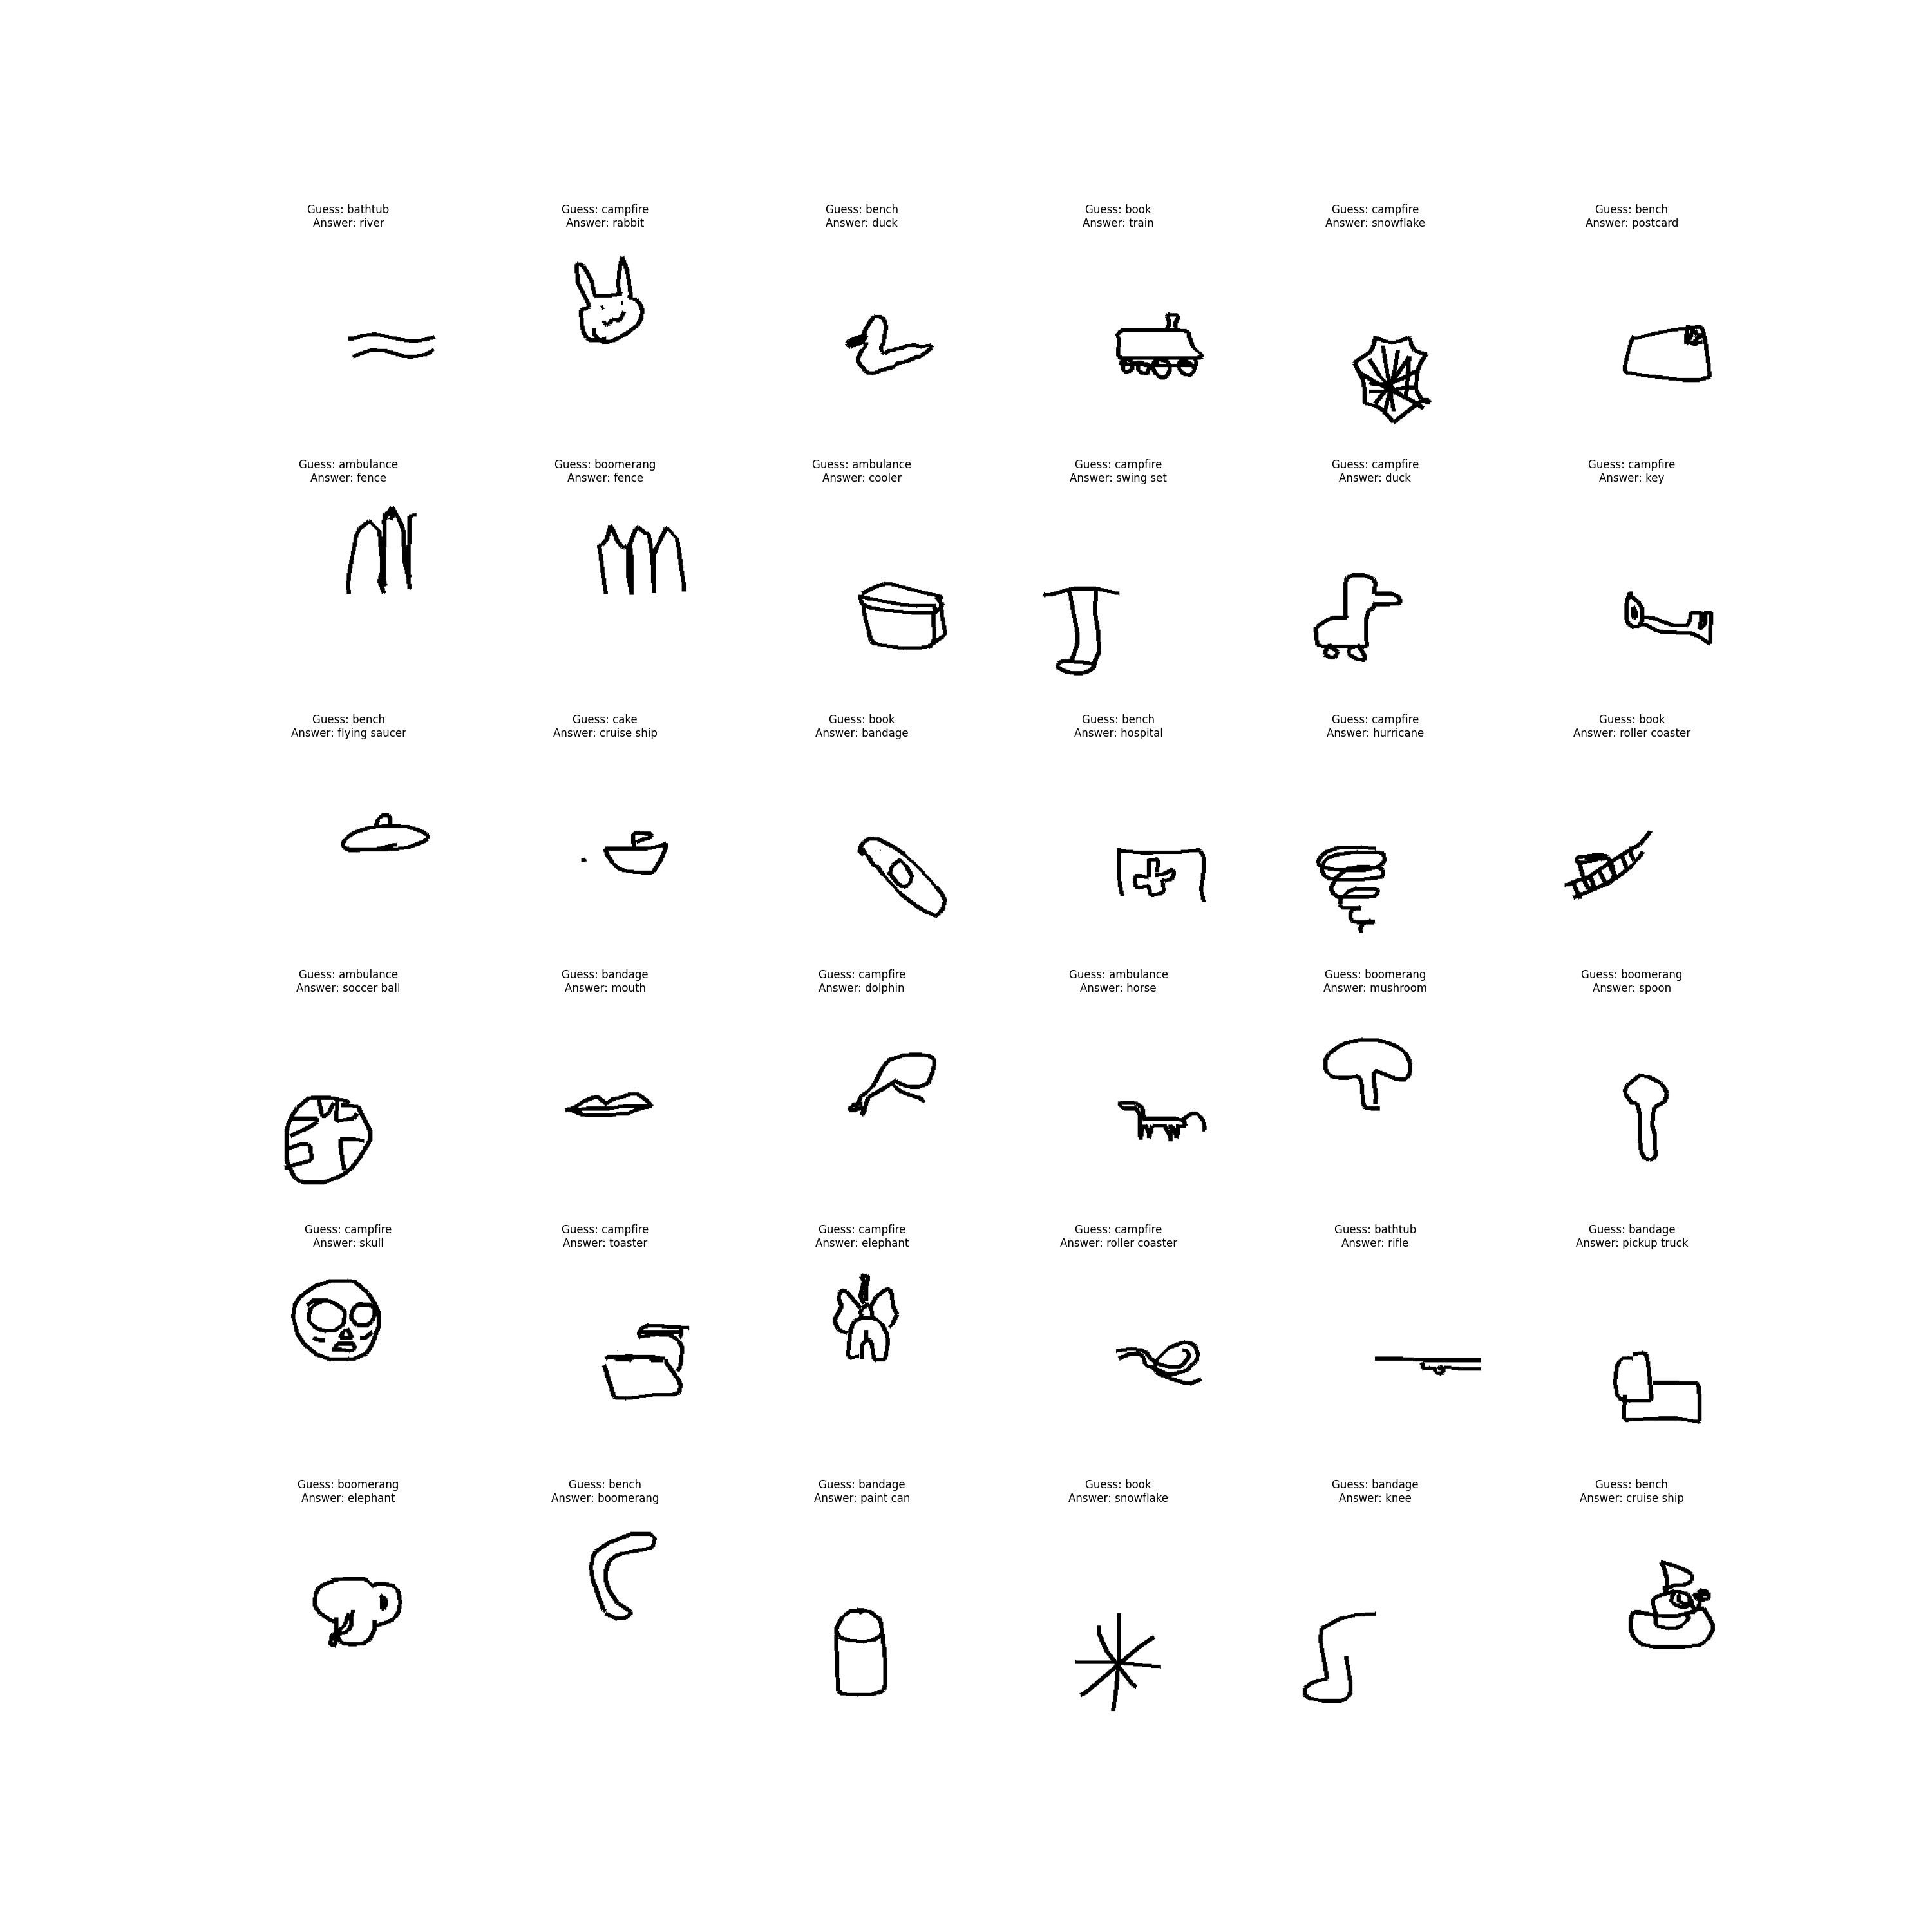 Guess: bathtub
Answer: river
Guess: campfire
Answer: rabbit
Guess: bench
Answer: duck
Guess: book
Answer: train
Guess: campfire
Answer: snowflake
Guess: bench
Answer: postcard
Guess: ambulance
Answer: fence
Guess: boomerang
Answer: fence
Guess: ambulance
Answer: cooler
Guess: campfire
Answer: swing set
Guess: campfire
Answer: duck
Guess: campfire
Answer: key
Guess: bench
Answer: flying saucer
Guess: cake
Answer: cruise ship
Guess: book
Answer: bandage
Guess: bench
Answer: hospital
Guess: campfire
Answer: hurricane
Guess: book
Answer: roller coaster
Guess: ambulance
Answer: soccer ball
Guess: bandage
Answer: mouth
Guess: campfire
Answer: dolphin
Guess: ambulance
Answer: horse
Guess: boomerang
Answer: mushroom
Guess: boomerang
Answer: spoon
Guess: campfire
Answer: skull
Guess: campfire
Answer: toaster
Guess: campfire
Answer: elephant
Guess: campfire
Answer: roller coaster
Guess: bathtub
Answer: rifle
Guess: bandage
Answer: pickup truck
Guess: boomerang
Answer: elephant
Guess: bench
Answer: boomerang
Guess: bandage
Answer: paint can
Guess: book
Answer: snowflake
Guess: bandage
Answer: knee
Guess: bench
Answer: cruise ship